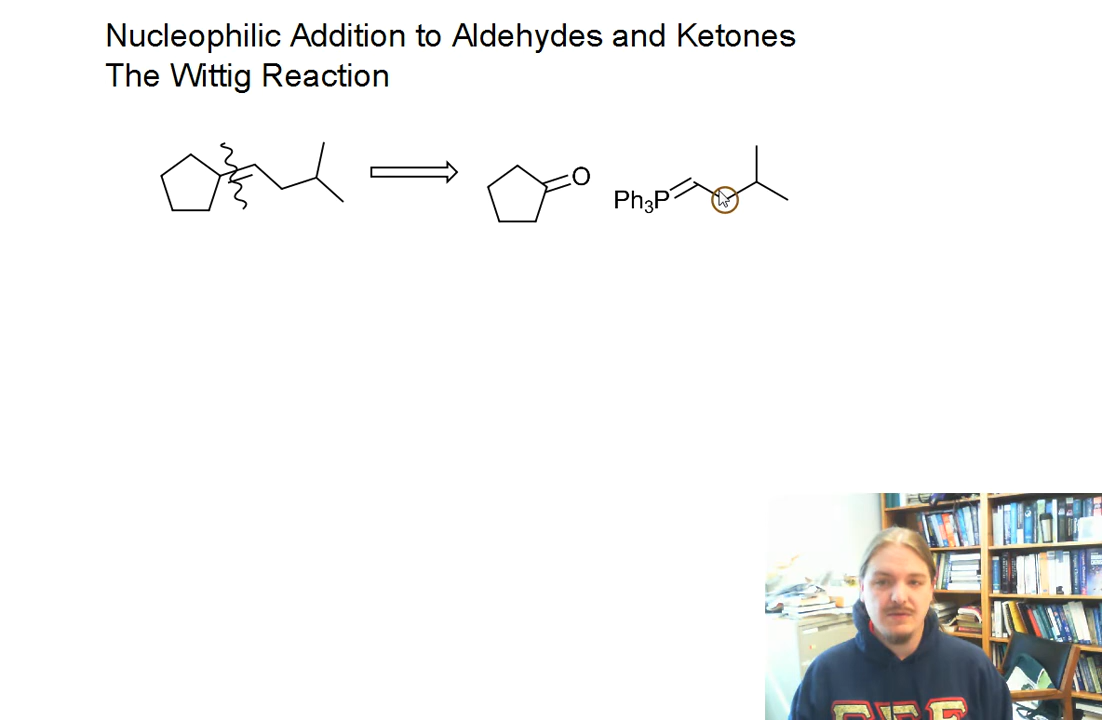 Nucleophilic Addition to Aldehydes and Ketones
The Wittig Reaction
O
Ph₃P